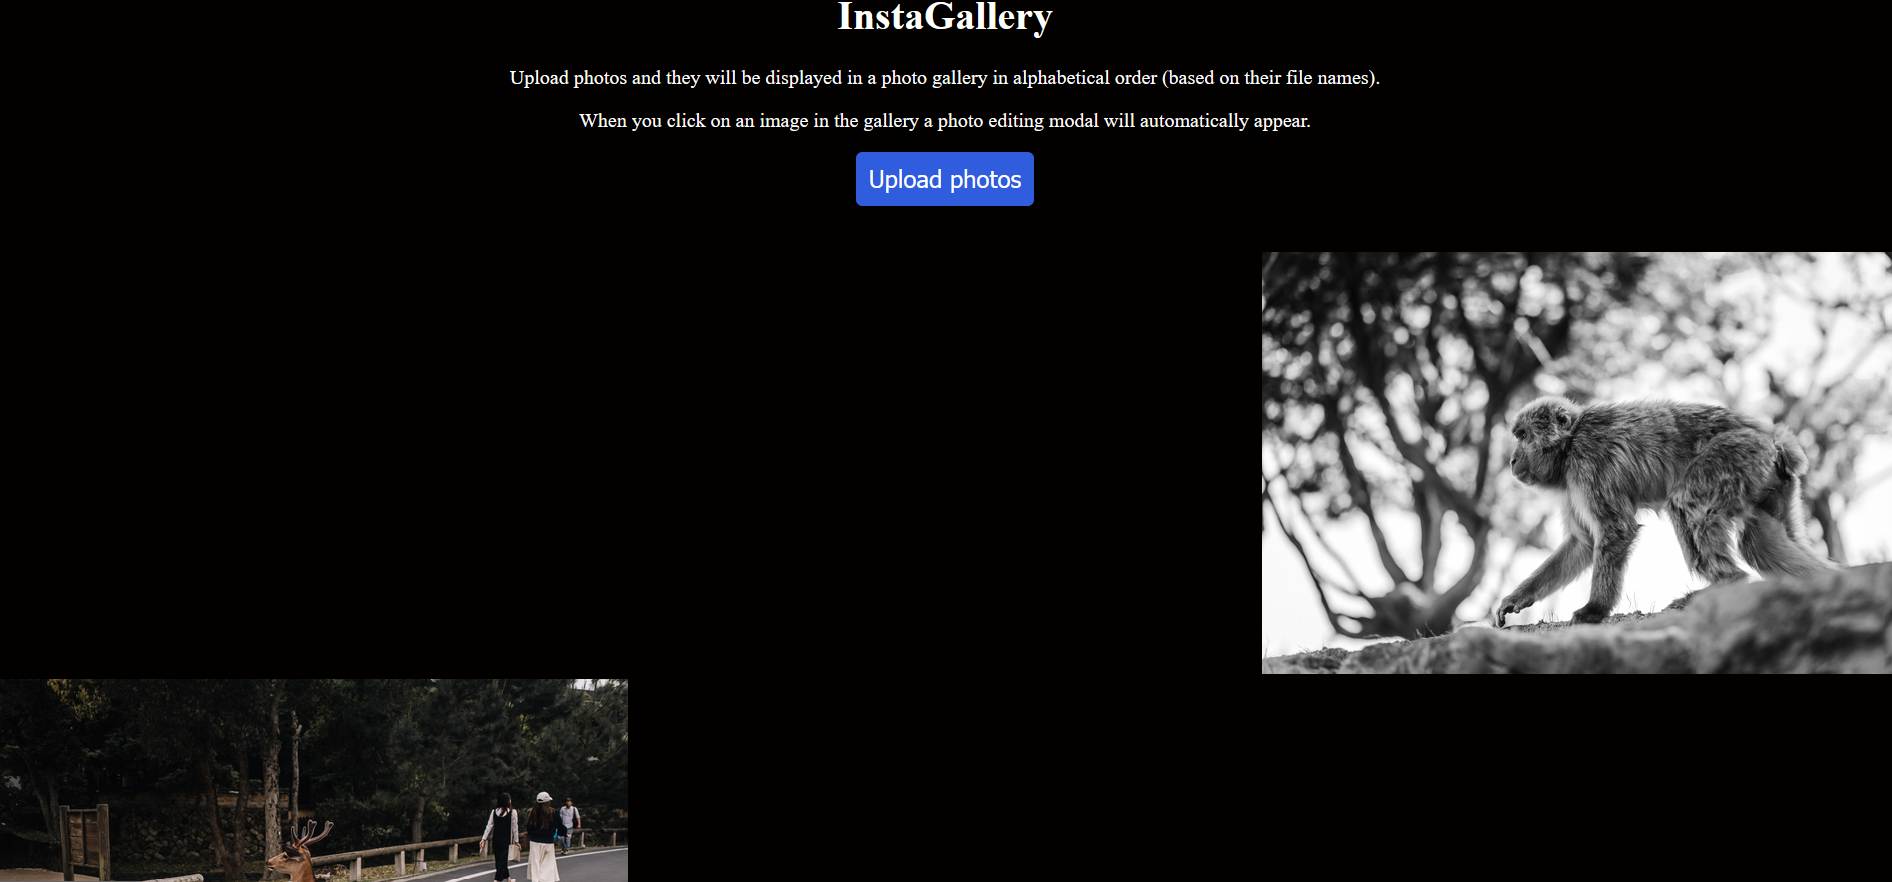 InstaGallery
Upload photos and they will be displayed in a photo gallery in alphabetical order (based on their file names).
When you click on an image in the gallery a photo editing modal will automatically appear.
Upload photos